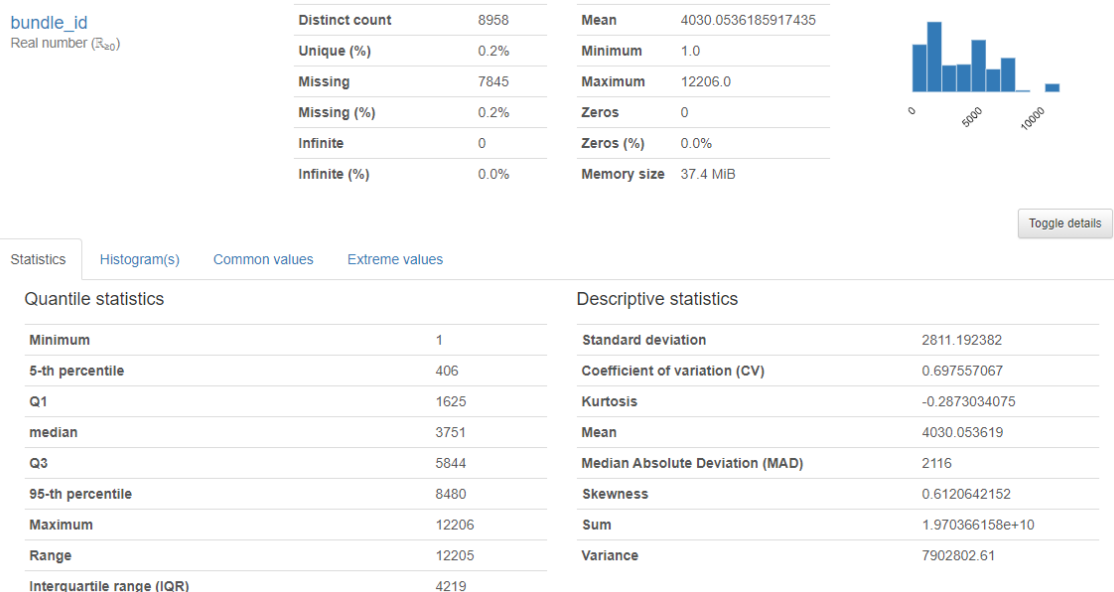 bundle_id
Real number (ℝ≥0)
Distinct count 8958
Unique (%) 0.2%
Missing 7845
Missing (%) 0.2%
Infinite 0
Infinite (%) 0.0%
Mean 4030.0536185917435
Minimum 1.0
Maximum 12206.0
Zeros 0
Zeros (%) 0.0%
Memory size 37.4 MiB
0 5000 10000
Toggle details
Statistics Histogram(s) Common values Extreme values
Quantile statistics
Minimum 1
5-th percentile 406
Q1 1625
median 3751
Q3 5844
95-th percentile 8480
Maximum 12206
Range 12205
Interquartile range (IQR) 4219
Descriptive statistics
Standard deviation 2811.192382
Coefficient of variation (CV) 0.697557067
Kurtosis -0.2873034075
Mean 4030.053619
Median Absolute Deviation (MAD) 2116
Skewness 0.6120642152
Sum 1.970366158e+10
Variance 7902802.61